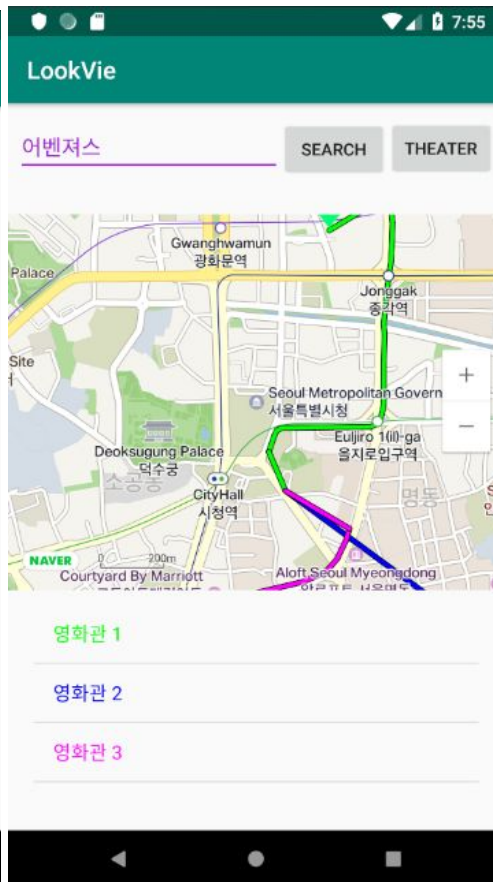 7:55
LookVie
어벤져스
SEARCH
THEATER
Gwanghwamun
광화문역
Palace
Jonggak
종각역
Site
+
Seoul Metropolitan Govern
서울특별시청
Euljiro 1(il)-ga
을지로입구역
−
Deoksugung Palace
덕수궁
소공동
CityHall
시청역
명동
NAVER
0 200m
Courtyard By Marriott
Aloft Seoul Myeongdong
영화관 1
영화관 2
영화관 3